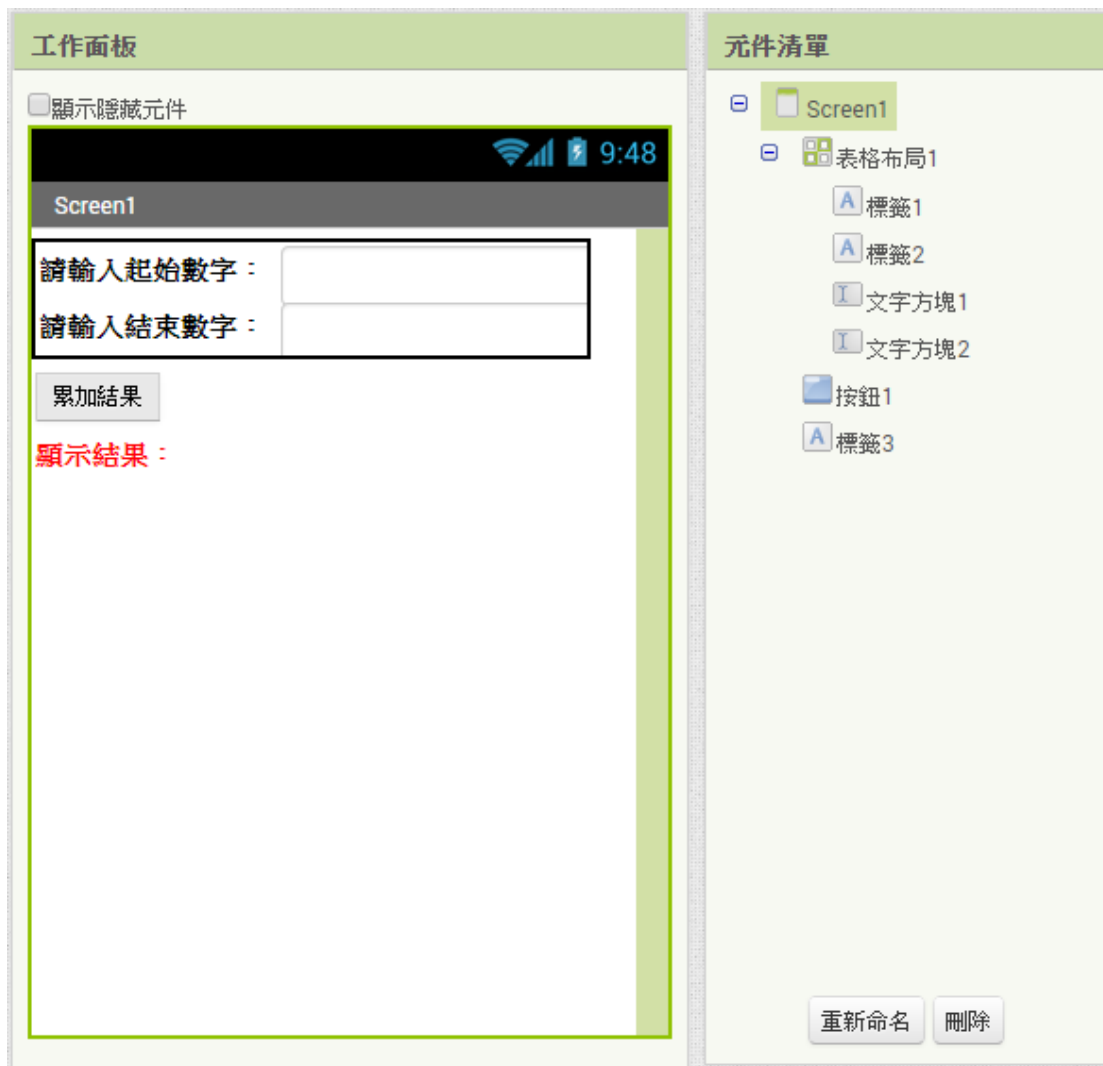 工作面板
顯示隱藏元件
9:48
Screen1
請輸入起始數字：
請輸入結束數字：
累加結果
顯示結果：
元件清單
Screen1
表格布局1
標籤1
標籤2
文字方塊1
文字方塊2
按鈕1
標籤3
重新命名 刪除